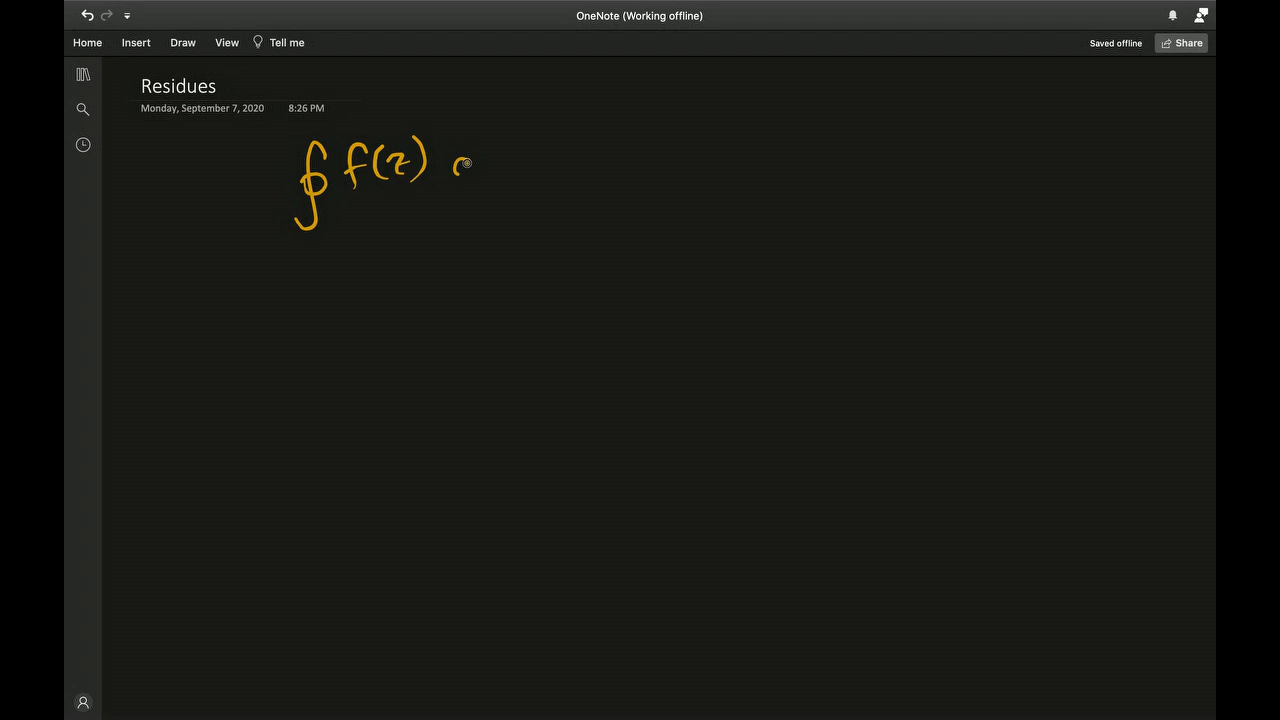 OneNote (Working offline)
Home Insert Draw View Tell me Saved offline Share
Residues
Monday, September 7, 2020 8:26 PM
∮ f(z)